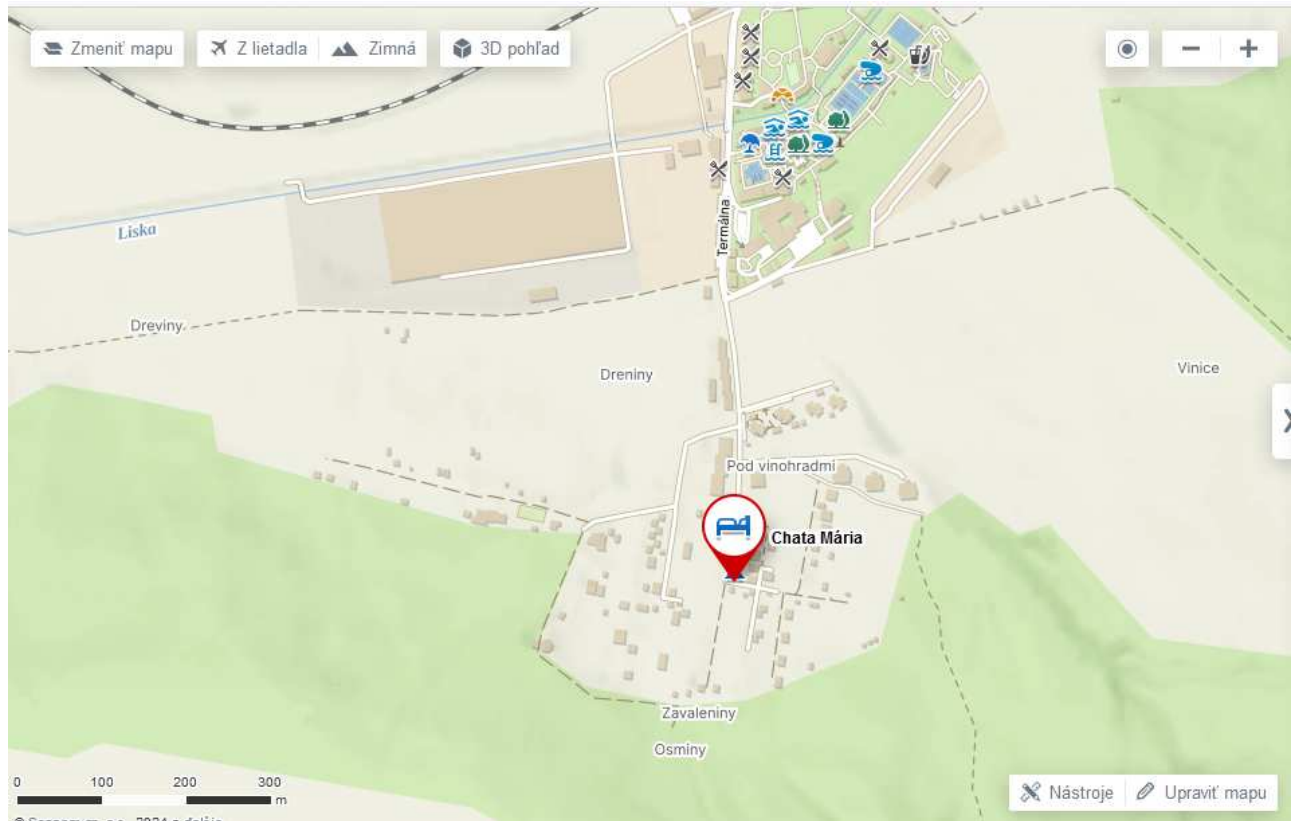 Zmeniť mapu
Z lietadla
Zimná
3D pohľad
Termálna
Liska
Dreviny
Dreniny
Vinice
Pod vinohradmi
Chata Mária
Zavaleniny
Osminy
0 100 200 300
m
Nástroje
Upraviť mapu